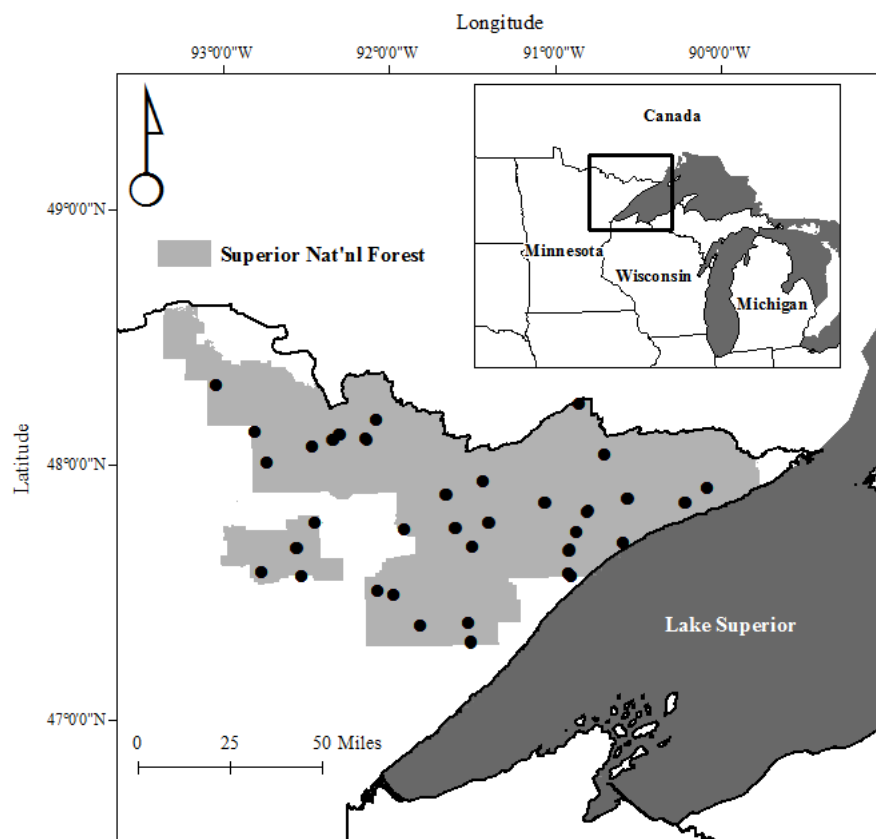 Longitude
93°0'0"W 92°0'0"W 91°0'0"W 90°0'0"W
Canada
49°0'0"N
Superior Nat'nl Forest
Minnesota
Wisconsin
Michigan
Latitude
48°0'0"N
Lake Superior
47°0'0"N
0 25 50 Miles